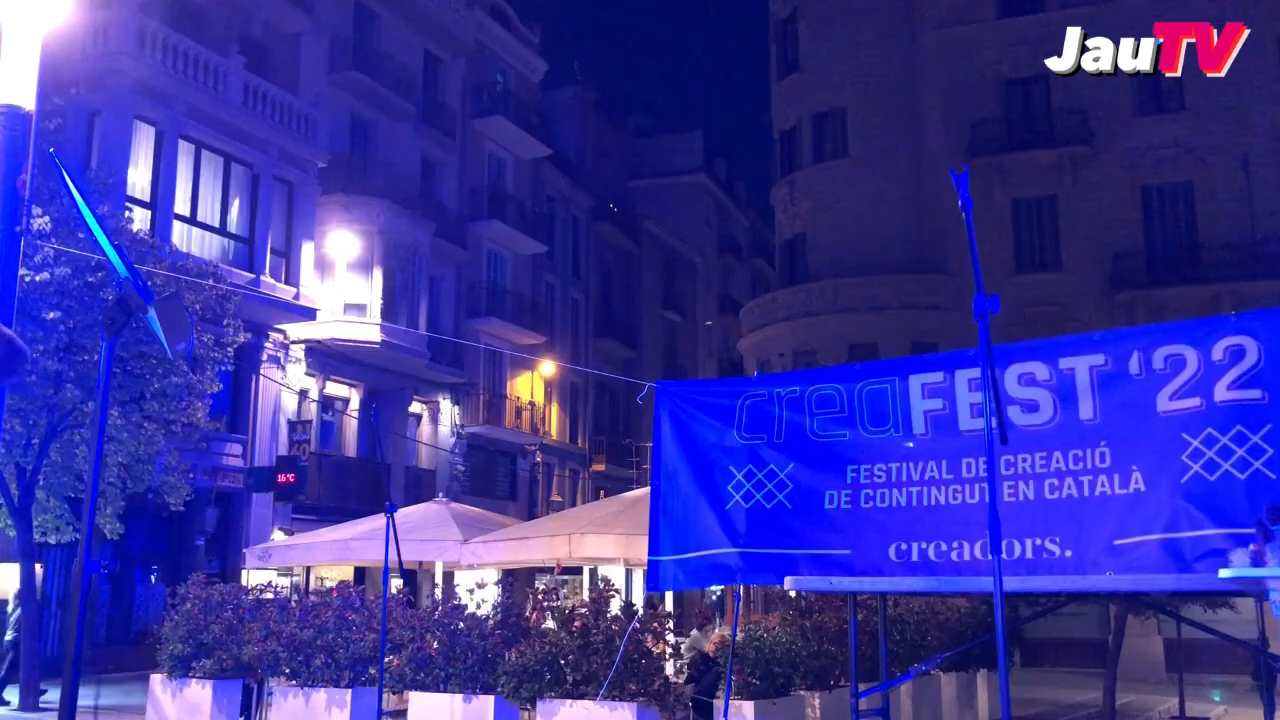 JauTV
creaFEST '22
FESTIVAL DE CREACIÓ
DE CONTINGUT EN CATALÀ
creadors.
16°C